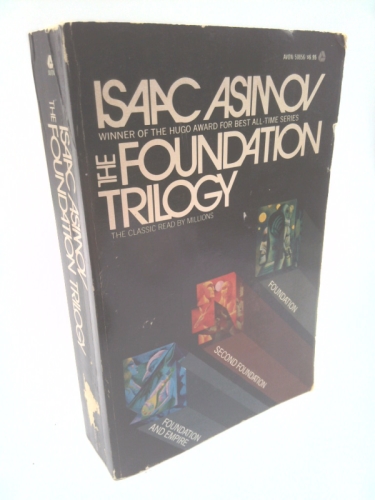 ISAAC ASIMOV
WINNER OF THE HUGO AWARD FOR BEST ALL-TIME SERIES
THE FOUNDATION
TRILOGY
THE CLASSIC READ BY MILLIONS
FOUNDATION
SECOND FOUNDATION
FOUNDATION
AND EMPIRE
ISAAC ASIMOV
THE FOUNDATION TRILOGY